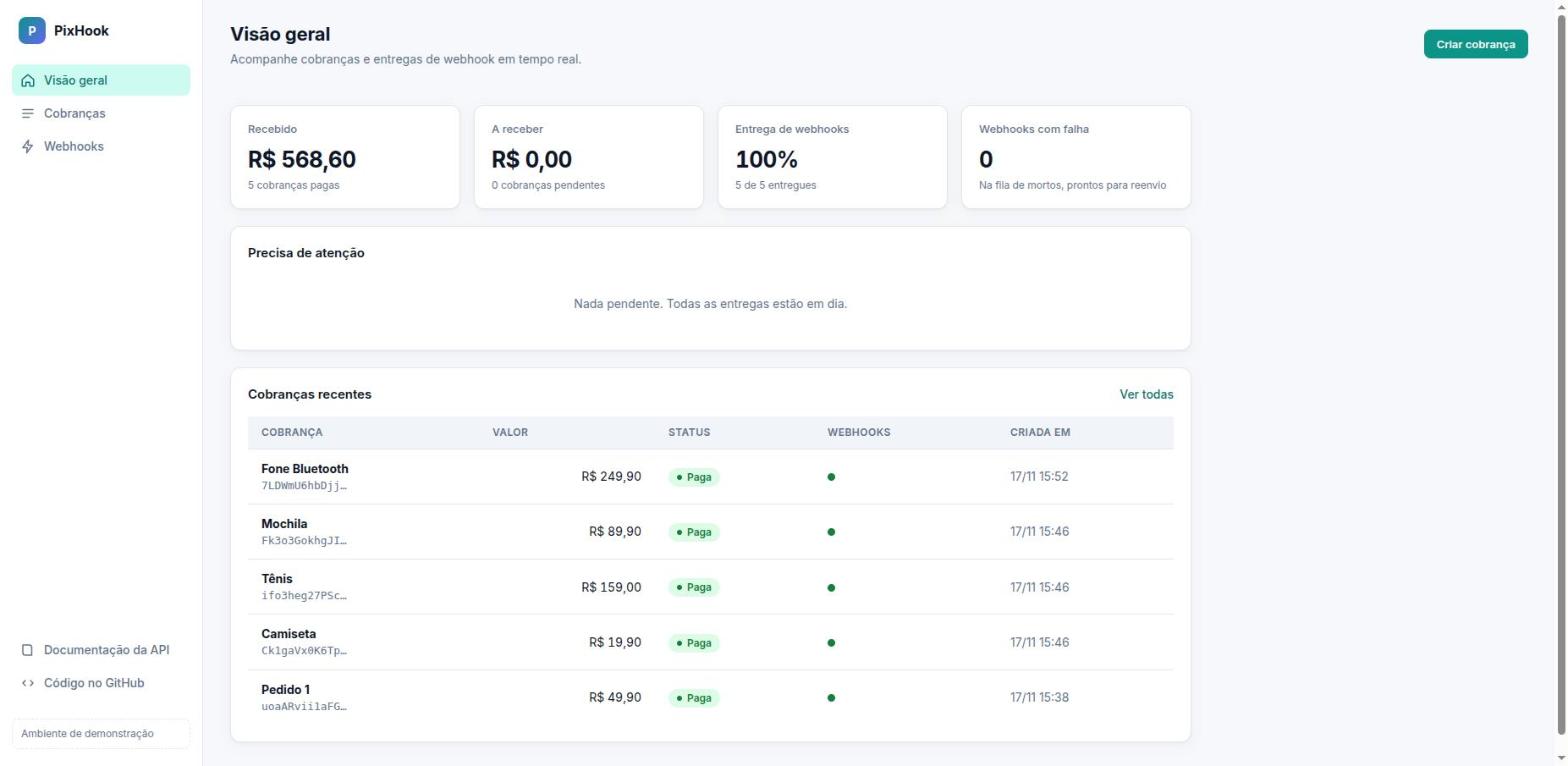 P PixHook
Visão geral
Cobranças
Webhooks
Documentação da API
Código no GitHub
Ambiente de demonstração
Visão geral
Acompanhe cobranças e entregas de webhook em tempo real.
Criar cobrança
Recebido
R$ 568,60
5 cobranças pagas
A receber
R$ 0,00
0 cobranças pendentes
Entrega de webhooks
100%
5 de 5 entregues
Webhooks com falha
0
Na fila de mortos, prontos para reenvio
Precisa de atenção
Nada pendente. Todas as entregas estão em dia.
Cobranças recentes Ver todas
COBRANÇA VALOR STATUS WEBHOOKS CRIADA EM
Fone Bluetooth
7LDWmU6hbDjj… R$ 249,90 Paga 17/11 15:52
Mochila
Fk3o3GokhgJI… R$ 89,90 Paga 17/11 15:46
Tênis
ifo3heg27PSc… R$ 159,00 Paga 17/11 15:46
Camiseta
Ck1gaVx0K6Tp… R$ 19,90 Paga 17/11 15:46
Pedido 1
uoaARvii1aFG… R$ 49,90 Paga 17/11 15:38